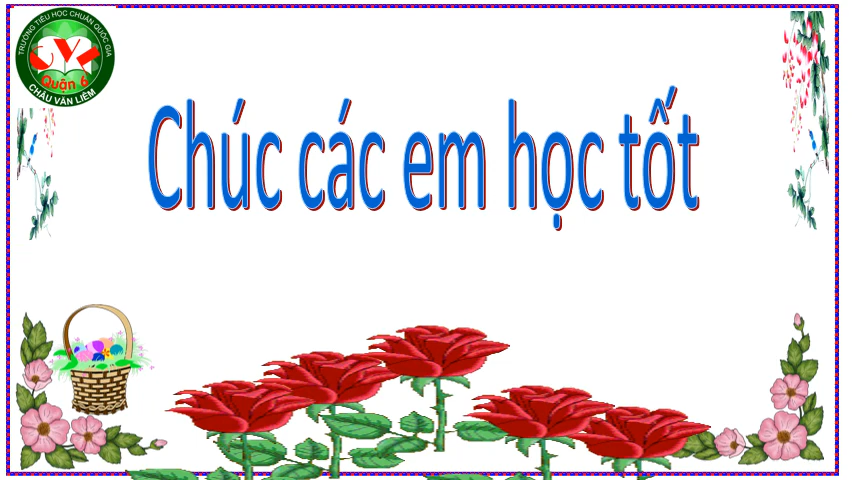 TRƯỜNG TIỂU HỌC CHUẨN QUỐC GIA
Quận 6
CHÂU VĂN LIÊM
Chúc các em học tốt